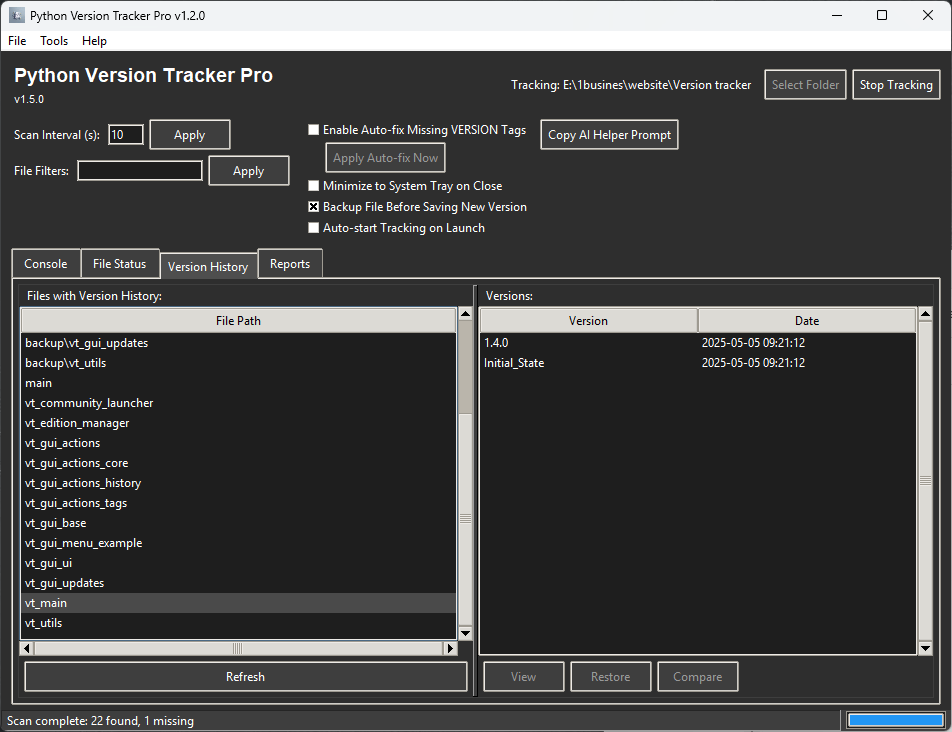 Python Version Tracker Pro v1.2.0
File Tools Help
Python Version Tracker Pro
v1.5.0
Tracking: E:\1busines\website\Version tracker
Select Folder
Stop Tracking
Scan Interval (s): 10 Apply
File Filters: Apply
Enable Auto-fix Missing VERSION Tags
Copy AI Helper Prompt
Apply Auto-fix Now
Minimize to System Tray on Close
Backup File Before Saving New Version
Auto-start Tracking on Launch
Console File Status Version History Reports
Files with Version History:
File Path
backup\vt_gui_updates
backup\vt_utils
main
vt_community_launcher
vt_edition_manager
vt_gui_actions
vt_gui_actions_core
vt_gui_actions_history
vt_gui_actions_tags
vt_gui_base
vt_gui_menu_example
vt_gui_ui
vt_gui_updates
vt_main
vt_utils
Refresh
Versions:
Version Date
1.4.0 2025-05-05 09:21:12
Initial_State 2025-05-05 09:21:12
View Restore Compare
Scan complete: 22 found, 1 missing